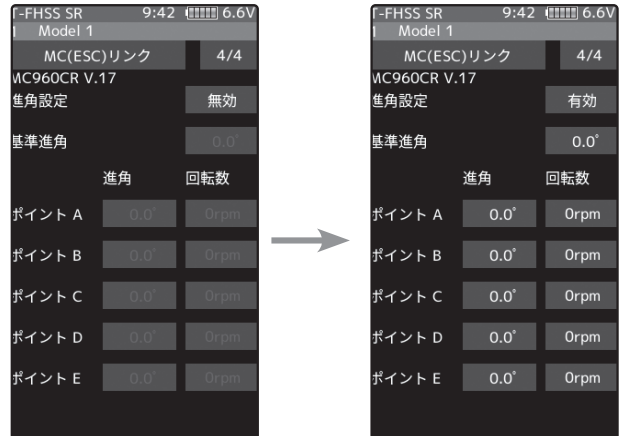 T-FHSS SR 9:42 6.6V
1 Model 1
MC(ESC)リンク 4/4
MC960CR V.17
進角設定 無効
基準進角 0.0°
進角 回転数
ポイント A 0.0° 0rpm
ポイント B 0.0° 0rpm
ポイント C 0.0° 0rpm
ポイント D 0.0° 0rpm
ポイント E 0.0° 0rpm
T-FHSS SR 9:42 6.6V
1 Model 1
MC(ESC)リンク 4/4
MC960CR V.17
進角設定 有効
基準進角 0.0°
進角 回転数
ポイント A 0.0° 0rpm
ポイント B 0.0° 0rpm
ポイント C 0.0° 0rpm
ポイント D 0.0° 0rpm
ポイント E 0.0° 0rpm